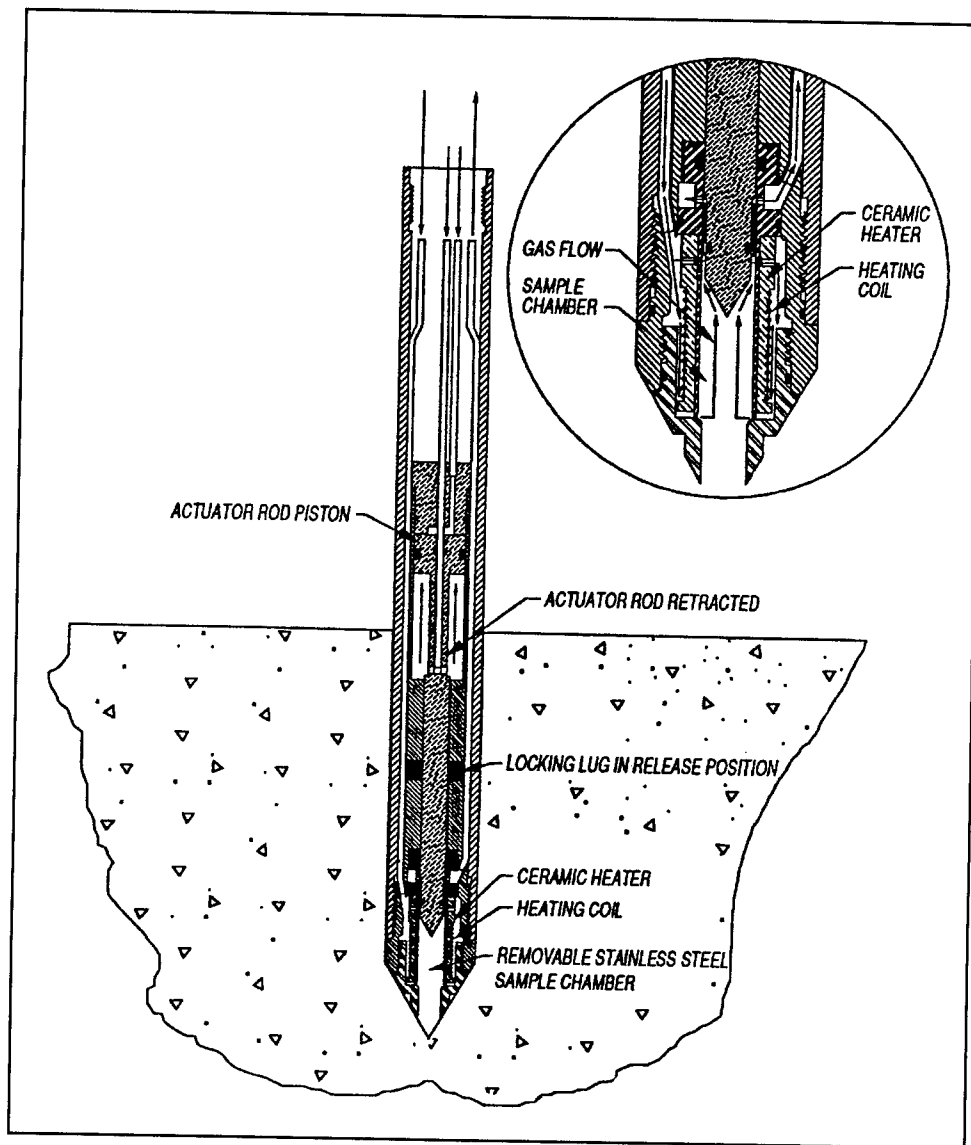 CERAMIC
HEATER
GAS FLOW
HEATING
COIL
SAMPLE
CHAMBER
ACTUATOR ROD PISTON
ACTUATOR ROD RETRACTED
LOCKING LUG IN RELEASE POSITION
CERAMIC HEATER
HEATING COIL
REMOVABLE STAINLESS STEEL
SAMPLE CHAMBER